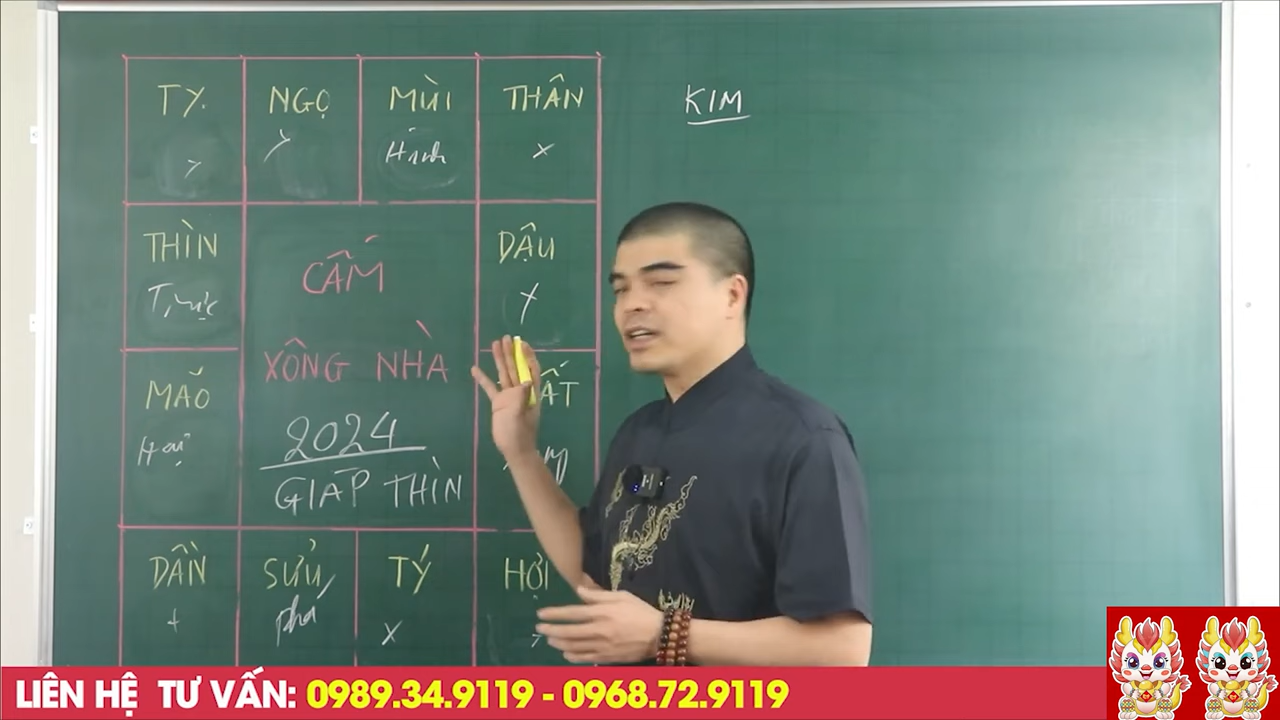 TỴ. NGỌ MÙI THÂN KIM
Hình x
THÌN CẤM DẬU
x
XÔNG NHÀ
MÃO ẤT
Hại 2024
GIÁP THÌN
DẦN SỬU, TÝ HỢI
+ phá x
LIÊN HỆ TƯ VẤN: 0989.34.9119 - 0968.72.9119